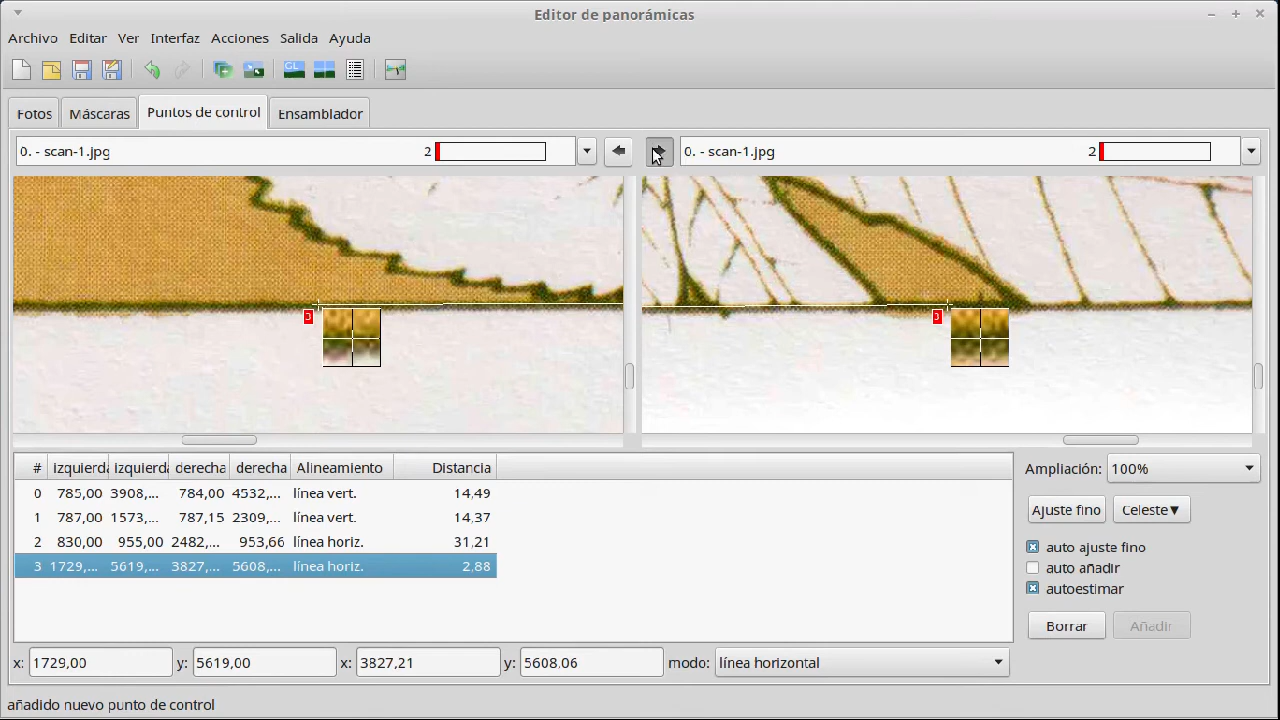 Editor de panorámicas
Archivo Editar Ver Interfaz Acciones Salida Ayuda
GL
Fotos Máscaras Puntos de control Ensamblador
0. - scan-1.jpg 2 0. - scan-1.jpg 2
3 3
# izquierda izquierda derecha derecha Alineamiento Distancia
0 785,00 3908,... 784,00 4532,... línea vert. 14,49
1 787,00 1573,... 787,15 2309,... línea vert. 14,37
2 830,00 955,00 2482,... 953,66 línea horiz. 31,21
3 1729,... 5619,... 3827,... 5608,... línea horiz. 2,88
Ampliación: 100%
Ajuste fino Celeste▼
auto ajuste fino
auto añadir
autoestimar
Borrar Añadir
x: 1729,00 y: 5619,00 x: 3827,21 y: 5608,06 modo: línea horizontal
añadido nuevo punto de control